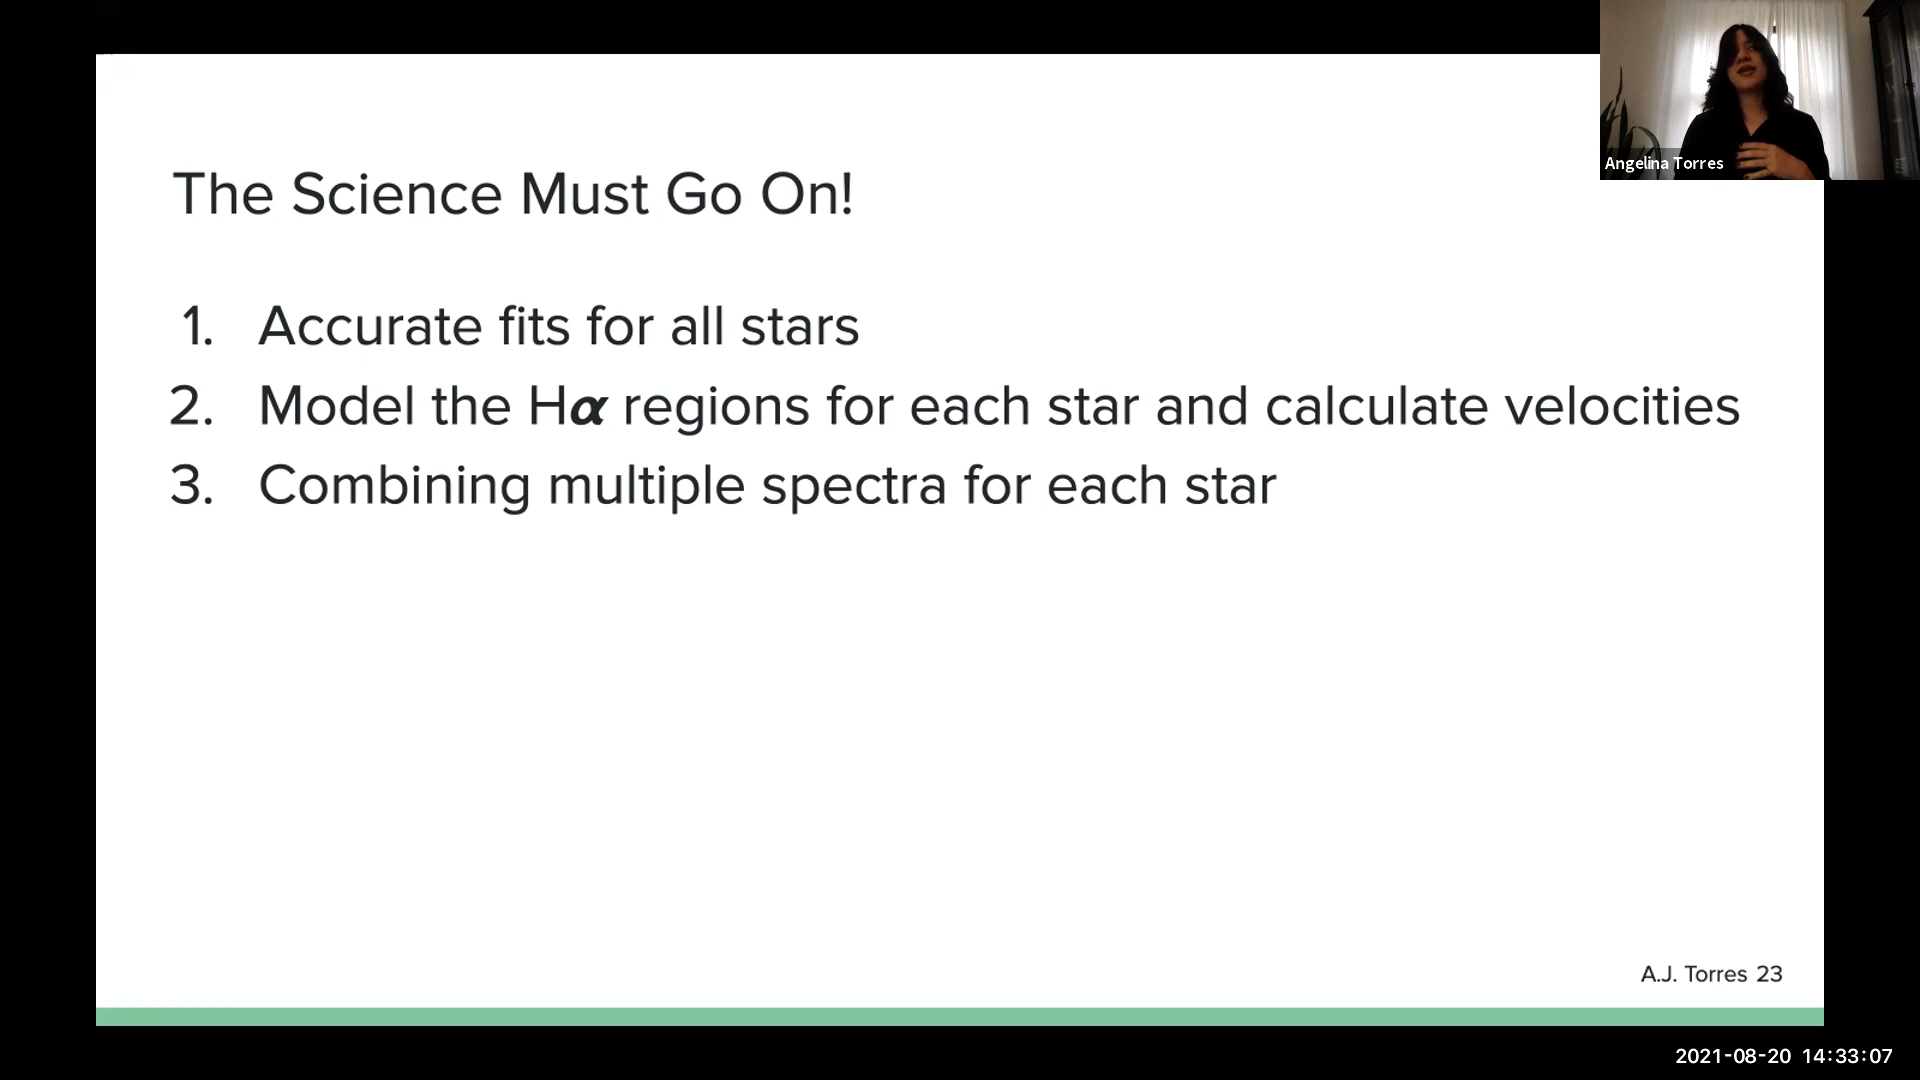 Angelina Torres
The Science Must Go On!
1. Accurate fits for all stars
2. Model the H𝜶 regions for each star and calculate velocities
3. Combining multiple spectra for each star
A.J. Torres 23
2021-08-20 14:33:07